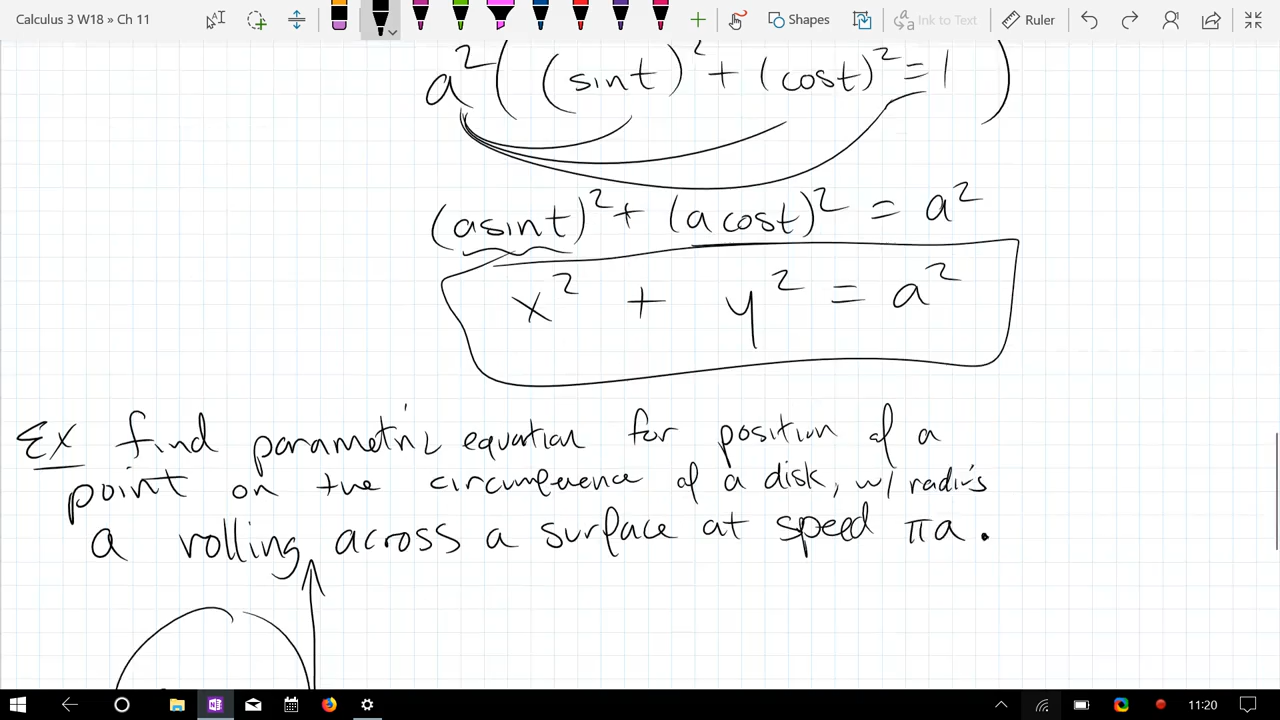 Calculus 3 W18 » Ch 11
Shapes
Ink to Text
Ruler
a²( (sint)² + (cost)² = 1 )
(asint)² + (acost)² = a²
x² + y² = a²
Ex find parametric equation for position of a
point on the circumference of a disk, w/ radius
a rolling across a surface at speed πa.
11:20